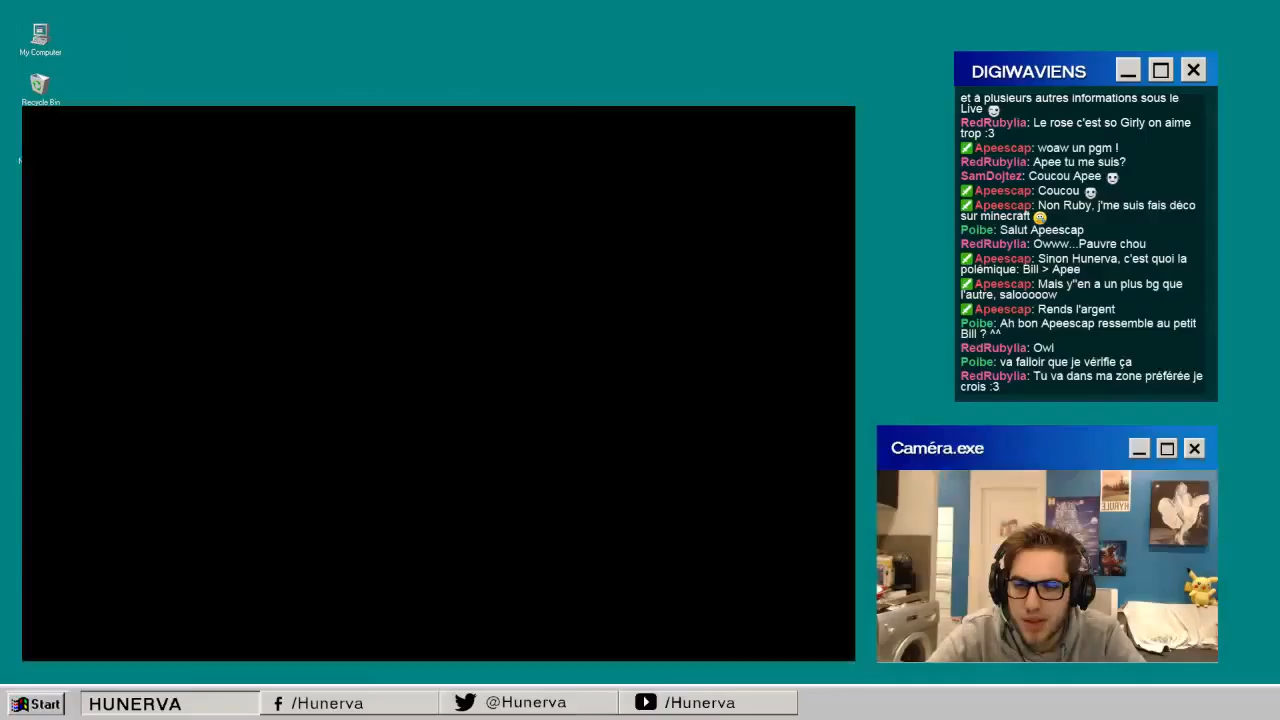 My Computer
Recycle Bin
DIGIWAVIENS
et à plusieurs autres informations sous le
Live
RedRubylia: Le rose c'est so Girly on aime
trop :3
Apeescap: woaw un pgm !
RedRubylia: Apee tu me suis?
SamDojtez: Coucou Apee
Apeescap: Coucou
Apeescap: Non Ruby, j'me suis fais déco
sur minecraft
Poibe: Salut Apeescap
RedRubylia: Owww...Pauvre chou
Apeescap: Sinon Hunerva, c'est quoi la
polémique: Bill > Apee
Apeescap: Mais y"en a un plus bg que
l'autre, salooooow
Apeescap: Rends l'argent
Poibe: Ah bon Apeescap ressemble au petit
Bill ? ^^
RedRubylia: Owi
Poibe: va falloir que je vérifie ça
RedRubylia: Tu va dans ma zone préférée je
crois :3
Caméra.exe
HYRULE
Start
HUNERVA
/Hunerva
@Hunerva
/Hunerva